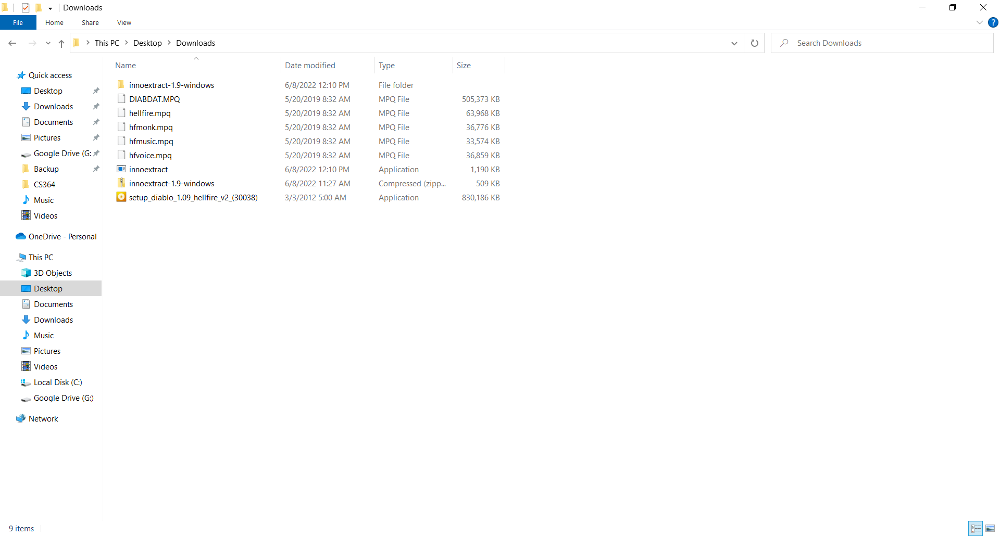 Downloads
File Home Share View
?
This PC Desktop Downloads
Search Downloads
Name Date modified Type Size
Quick access
Desktop
Downloads
Documents
Pictures
Google Drive (G:
Backup
CS364
Music
Videos
OneDrive - Personal
This PC
3D Objects
Desktop
Documents
Downloads
Music
Pictures
Videos
Local Disk (C:)
Google Drive (G:)
Network
innoextract-1.9-windows 6/8/2022 12:10 PM File folder
DIABDAT.MPQ 5/20/2019 8:32 AM MPQ File 505,373 KB
hellfire.mpq 5/20/2019 8:32 AM MPQ File 63,968 KB
hfmonk.mpq 5/20/2019 8:32 AM MPQ File 36,776 KB
hfmusic.mpq 5/20/2019 8:32 AM MPQ File 33,574 KB
hfvoice.mpq 5/20/2019 8:32 AM MPQ File 36,859 KB
innoextract 6/8/2022 12:10 PM Application 1,190 KB
innoextract-1.9-windows 6/8/2022 11:27 AM Compressed (zipp... 509 KB
setup_diablo_1.09_hellfire_v2_(30038) 3/3/2012 5:00 AM Application 830,186 KB
9 items